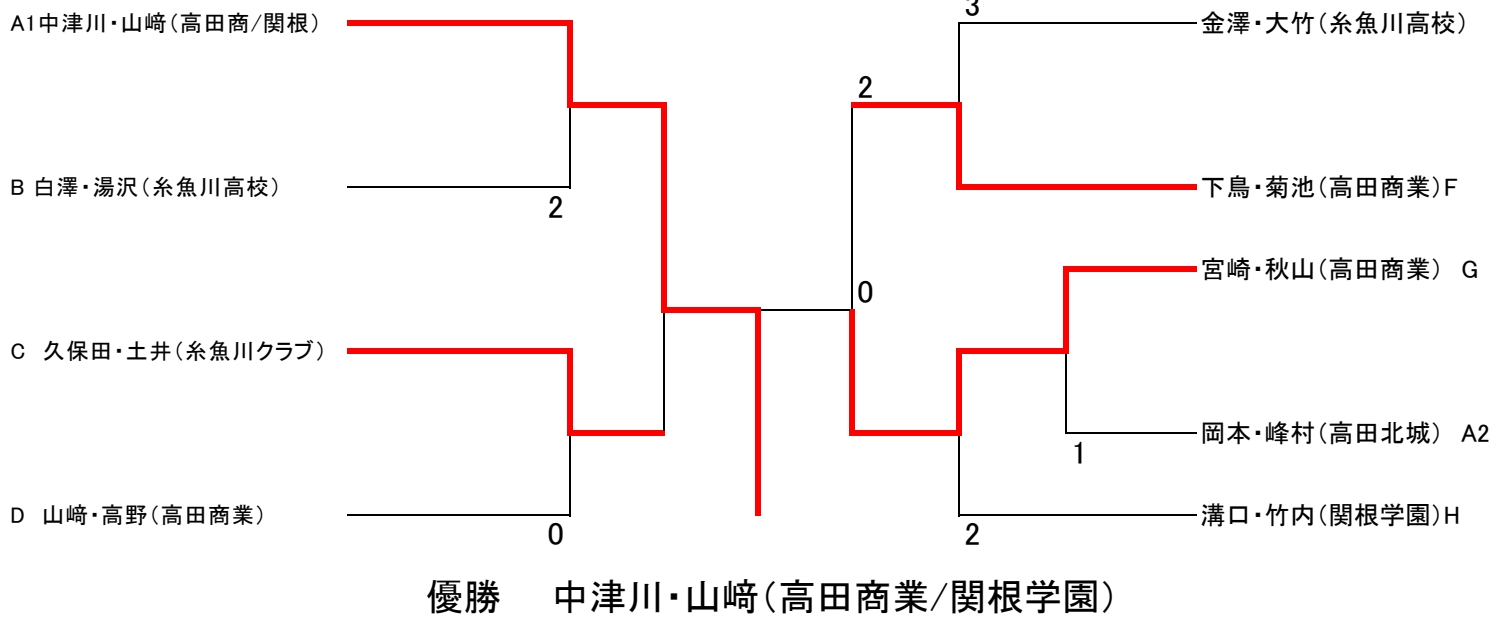 3
A1中津川・山﨑(高田商/関根)
金澤・大竹(糸魚川高校)
2
B 白澤・湯沢(糸魚川高校)
2
下鳥・菊池(高田商業)F
宮崎・秋山(高田商業) G
0
C 久保田・土井(糸魚川クラブ)
岡本・峰村(高田北城) A2
1
D 山﨑・高野(高田商業)
0
溝口・竹内(関根学園)H
2
優勝 中津川・山﨑(高田商業/関根学園)